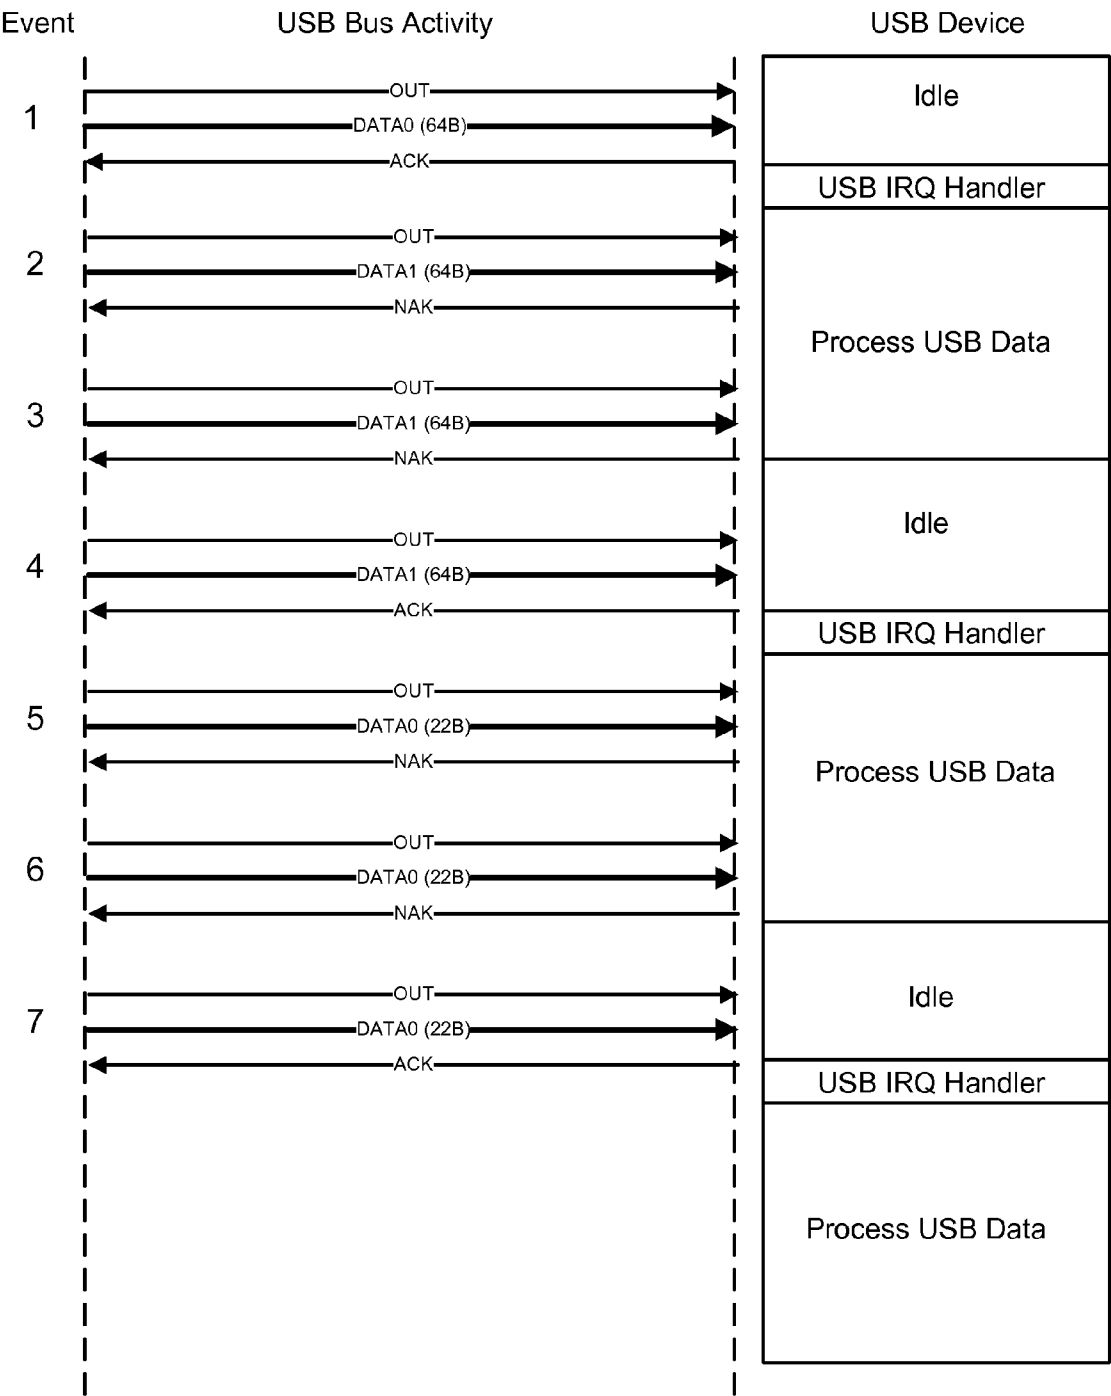 Event USB Bus Activity USB Device
OUT
Idle
1
DATA0 (64B)
ACK
USB IRQ Handler
OUT
2
DATA1 (64B)
NAK
Process USB Data
OUT
3
DATA1 (64B)
NAK
Idle
OUT
4
DATA1 (64B)
ACK
USB IRQ Handler
OUT
5
DATA0 (22B)
NAK
Process USB Data
OUT
6
DATA0 (22B)
NAK
OUT
Idle
7
DATA0 (22B)
ACK
USB IRQ Handler
Process USB Data